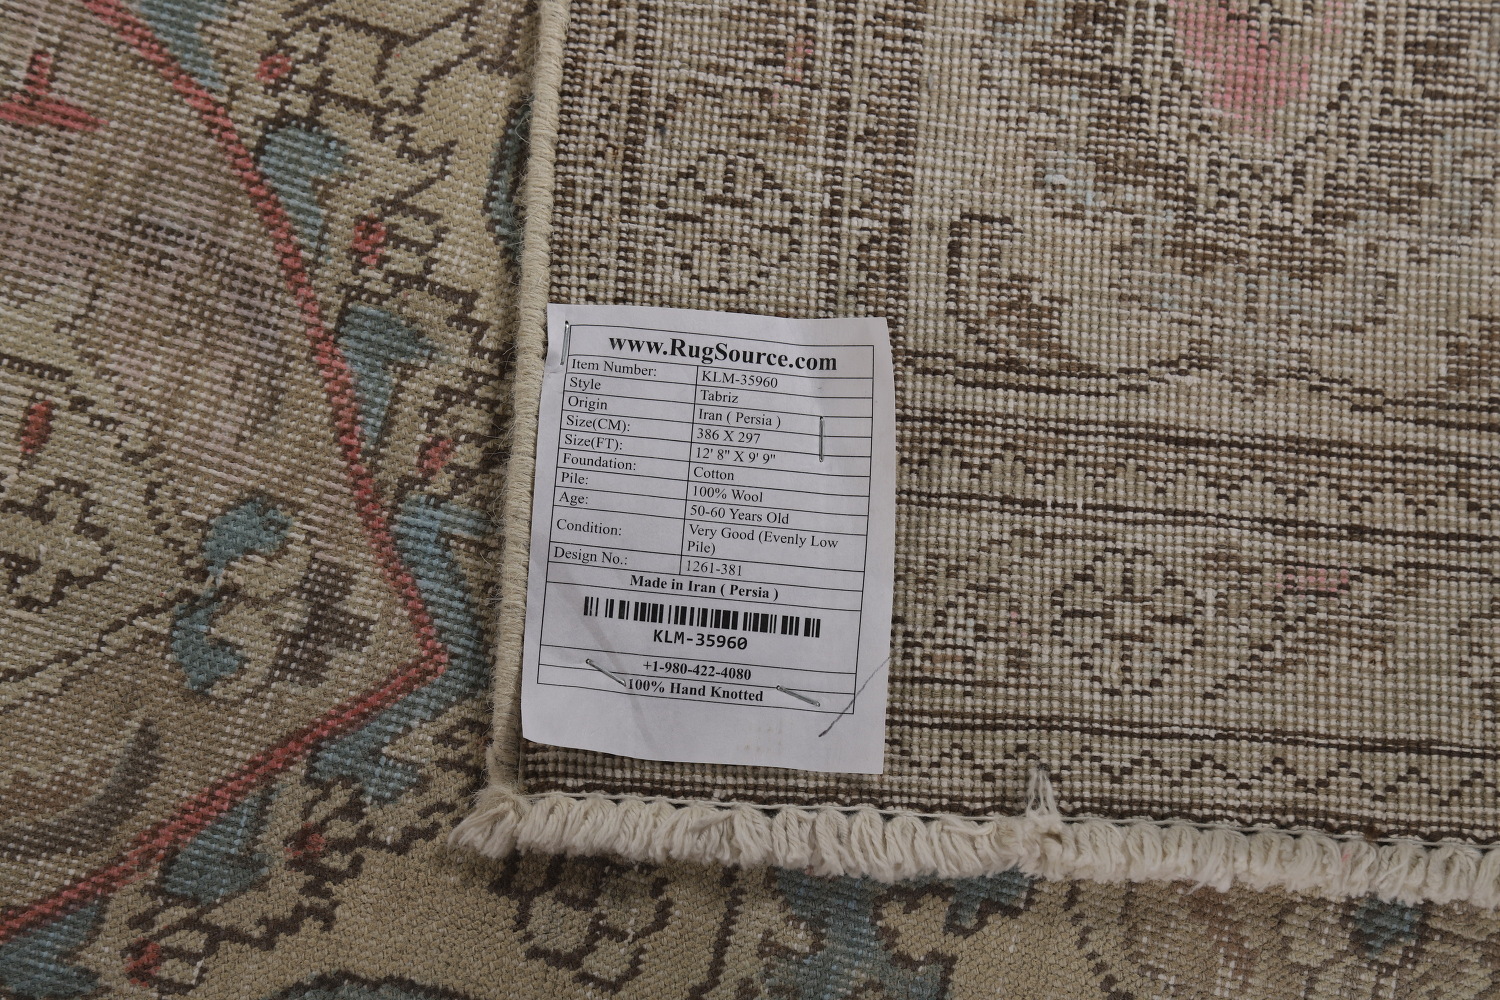 www.RugSource.com
Item Number: KLM-35960
Style Tabriz
Origin Iran ( Persia )
Size(CM): 386 X 297
Size(FT): 12' 8" X 9' 9"
Foundation: Cotton
Pile: 100% Wool
Age: 50-60 Years Old
Condition: Very Good (Evenly Low
Pile)
Design No.: 1261-381
Made in Iran ( Persia )
KLM-35960
+1-980-422-4080
100% Hand Knotted